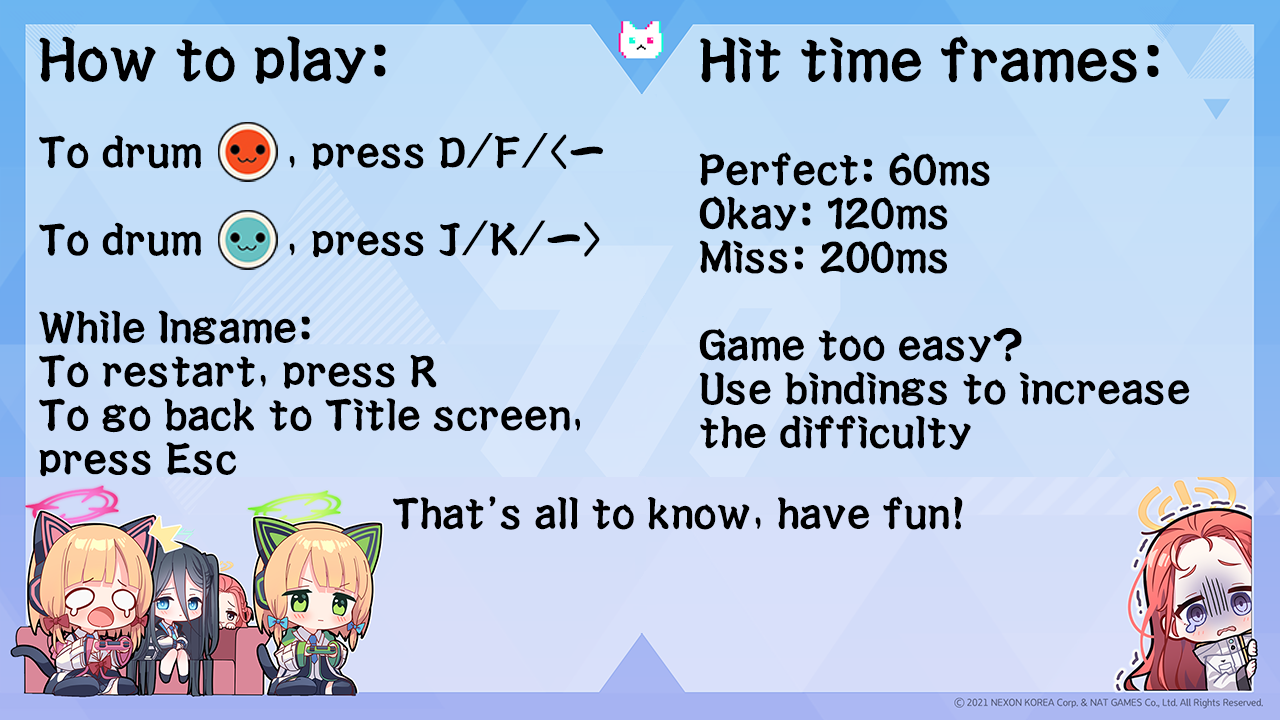 How to play:
To drum , press D/F/<ー
To drum , press J/K/ー>
While Ingame:
To restart, press R
To go back to Title screen,
press Esc
Hit time frames:
Perfect: 60ms
Okay: 120ms
Miss: 200ms
Game too easy?
Use bindings to increase
the difficulty
That's all to know, have fun!
© 2021 NEXON KOREA Corp. & NAT GAMES Co., Ltd. All Rights Reserved.